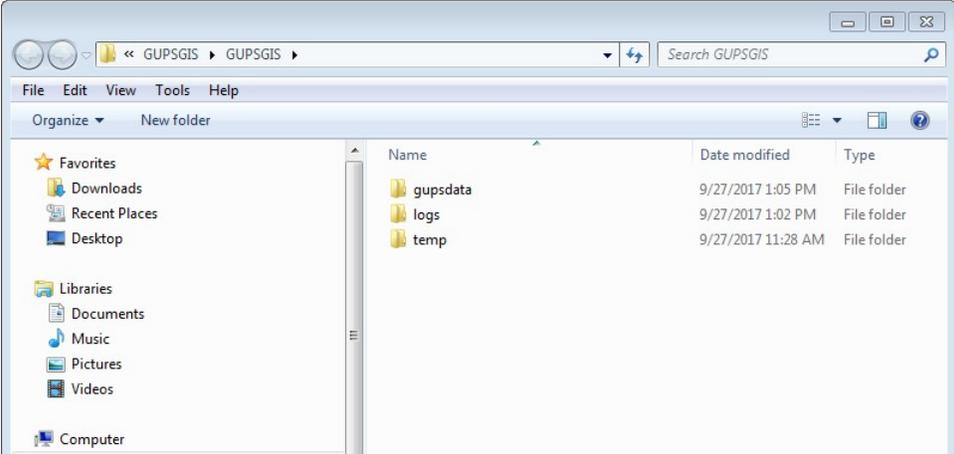 « GUPSGIS GUPSGIS Search GUPSGIS
File Edit View Tools Help
Organize New folder
Favorites
Downloads
Recent Places
Desktop
Libraries
Documents
Music
Pictures
Videos
Computer
Name Date modified Type
gupsdata 9/27/2017 1:05 PM File folder
logs 9/27/2017 1:02 PM File folder
temp 9/27/2017 11:28 AM File folder